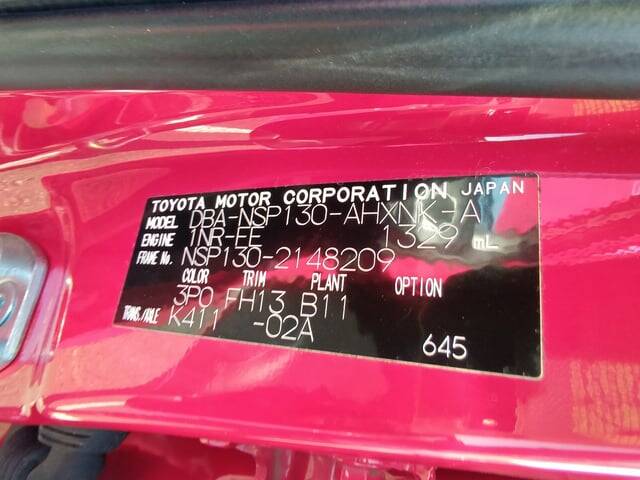 TOYOTA MOTOR CORPORATION JAPAN
MODEL DBA-NSP130-AHXNK-A
ENGINE 1NR-FE 1329 mL
FRAME No. NSP130-2148209
COLOR TRIM PLANT OPTION
3P0 FH13 B11
TRANS./AXLE K411 -02A
645